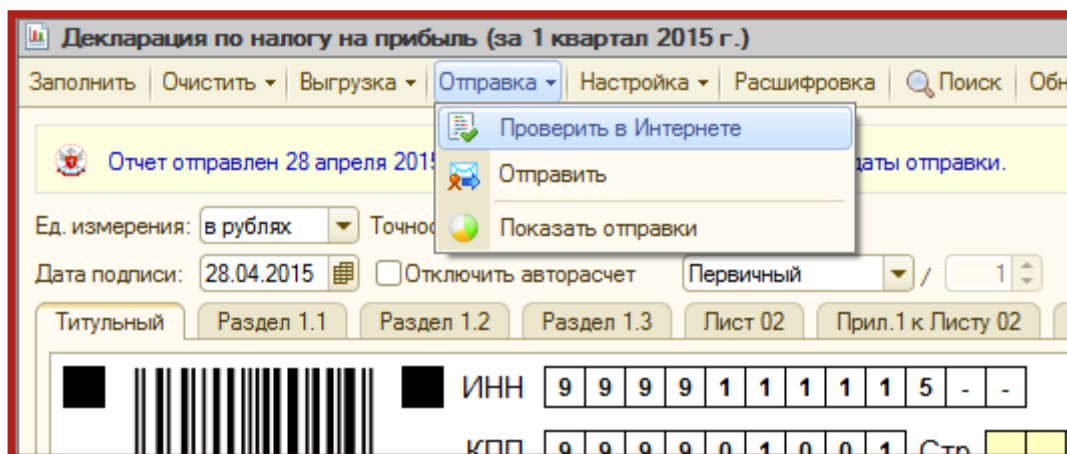 Декларация по налогу на прибыль (за 1 квартал 2015 г.)
Заполнить Очистить Выгрузка Отправка Настройка Расшифровка Поиск Обн
Проверить в Интернете
Отчет отправлен 28 апреля 201 даты отправки.
Отправить
Ед. измерения: в рублях Точнос
Показать отправки
Дата подписи: 28.04.2015 Отключить авторасчет Первичный / 1
Титульный Раздел 1.1 Раздел 1.2 Раздел 1.3 Лист 02 Прил.1 к Листу 02
ИНН 9 9 9 9 1 1 1 1 1 5 - -
КПП 9 9 9 9 0 1 0 0 1 Стр